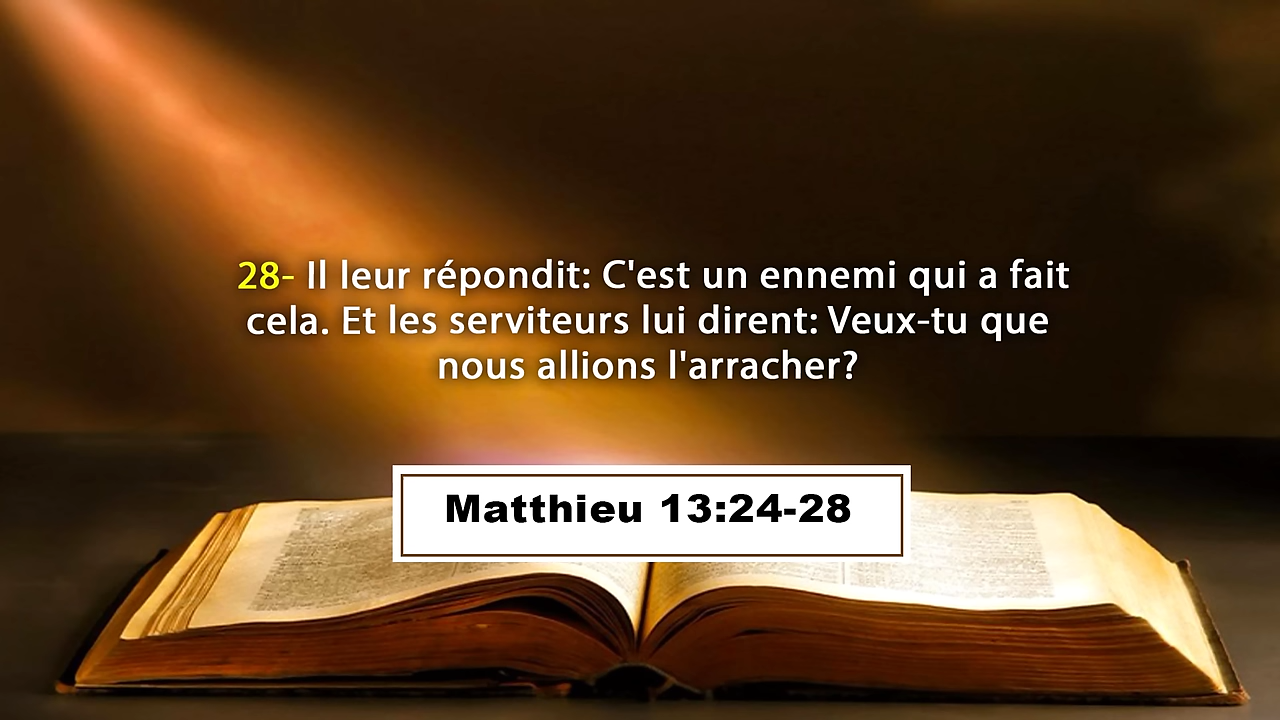 28- Il leur répondit: C'est un ennemi qui a fait
cela. Et les serviteurs lui dirent: Veux-tu que
nous allions l'arracher?
Matthieu 13:24-28